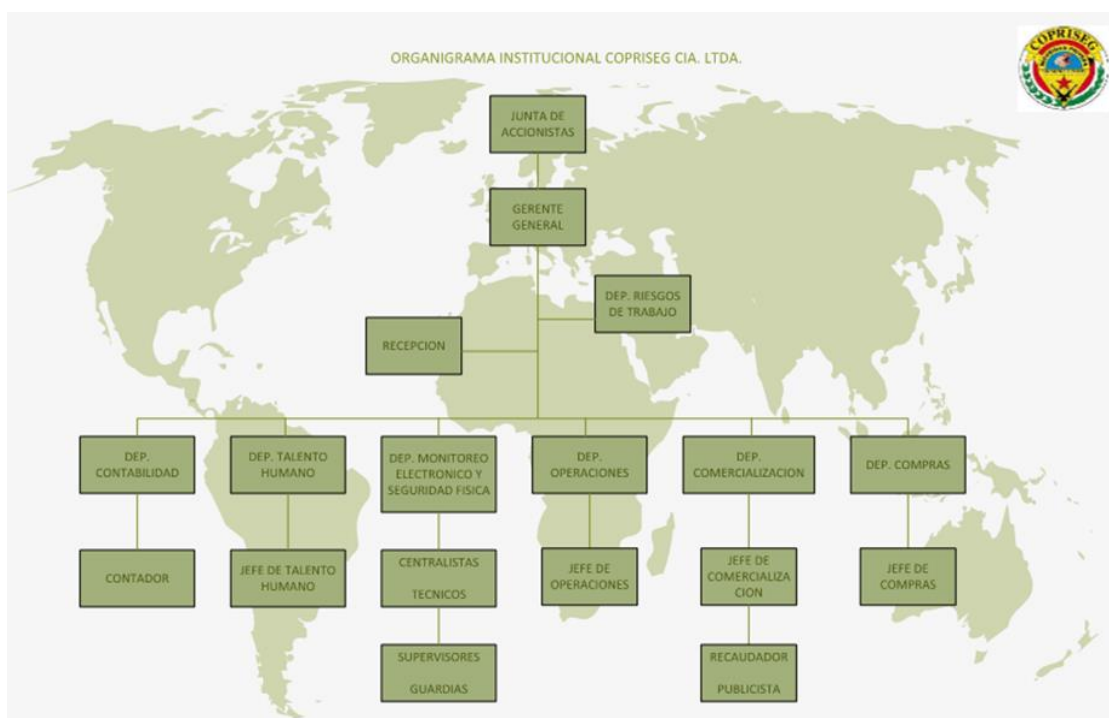 ORGANIGRAMA INSTITUCIONAL COPRISEG CIA. LTDA.
COPRISEG
JUNTA DE
ACCIONISTAS
GERENTE
GENERAL
DEP. RIESGOS
DE TRABAJO
RECEPCION
DEP.
CONTABILIDAD
DEP. TALENTO
HUMANO
DEP. MONITOREO
ELECTRONICO Y
SEGURIDAD FISICA
DEP.
OPERACIONES
DEP.
COMERCIALIZACION
DEP. COMPRAS
CONTADOR
JEFE DE TALENTO
HUMANO
CENTRALISTAS
TECNICOS
JEFE DE
OPERACIONES
JEFE DE
COMERCIALIZA
CION
JEFE DE
COMPRAS
SUPERVISORES
GUARDIAS
RECAUDADOR
PUBLICISTA